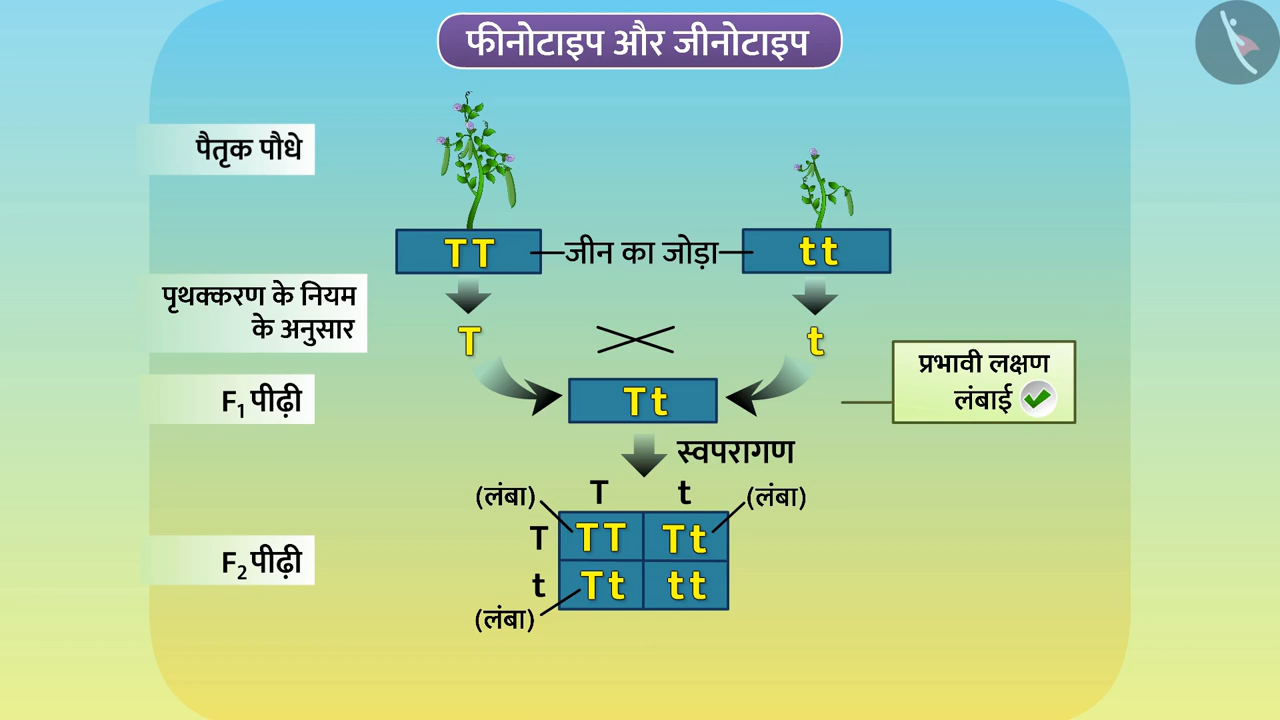 फीनोटाइप और जीनोटाइप
पैतृक पौधे
TT
जीन का जोड़ा
tt
पृथक्करण के नियम
के अनुसार
T
t
प्रभावी लक्षण
लंबाई
F₁ पीढ़ी
Tt
स्वपरागण
T t
(लंबा)
(लंबा)
T
TT Tt
F₂ पीढ़ी
t
Tt tt
(लंबा)